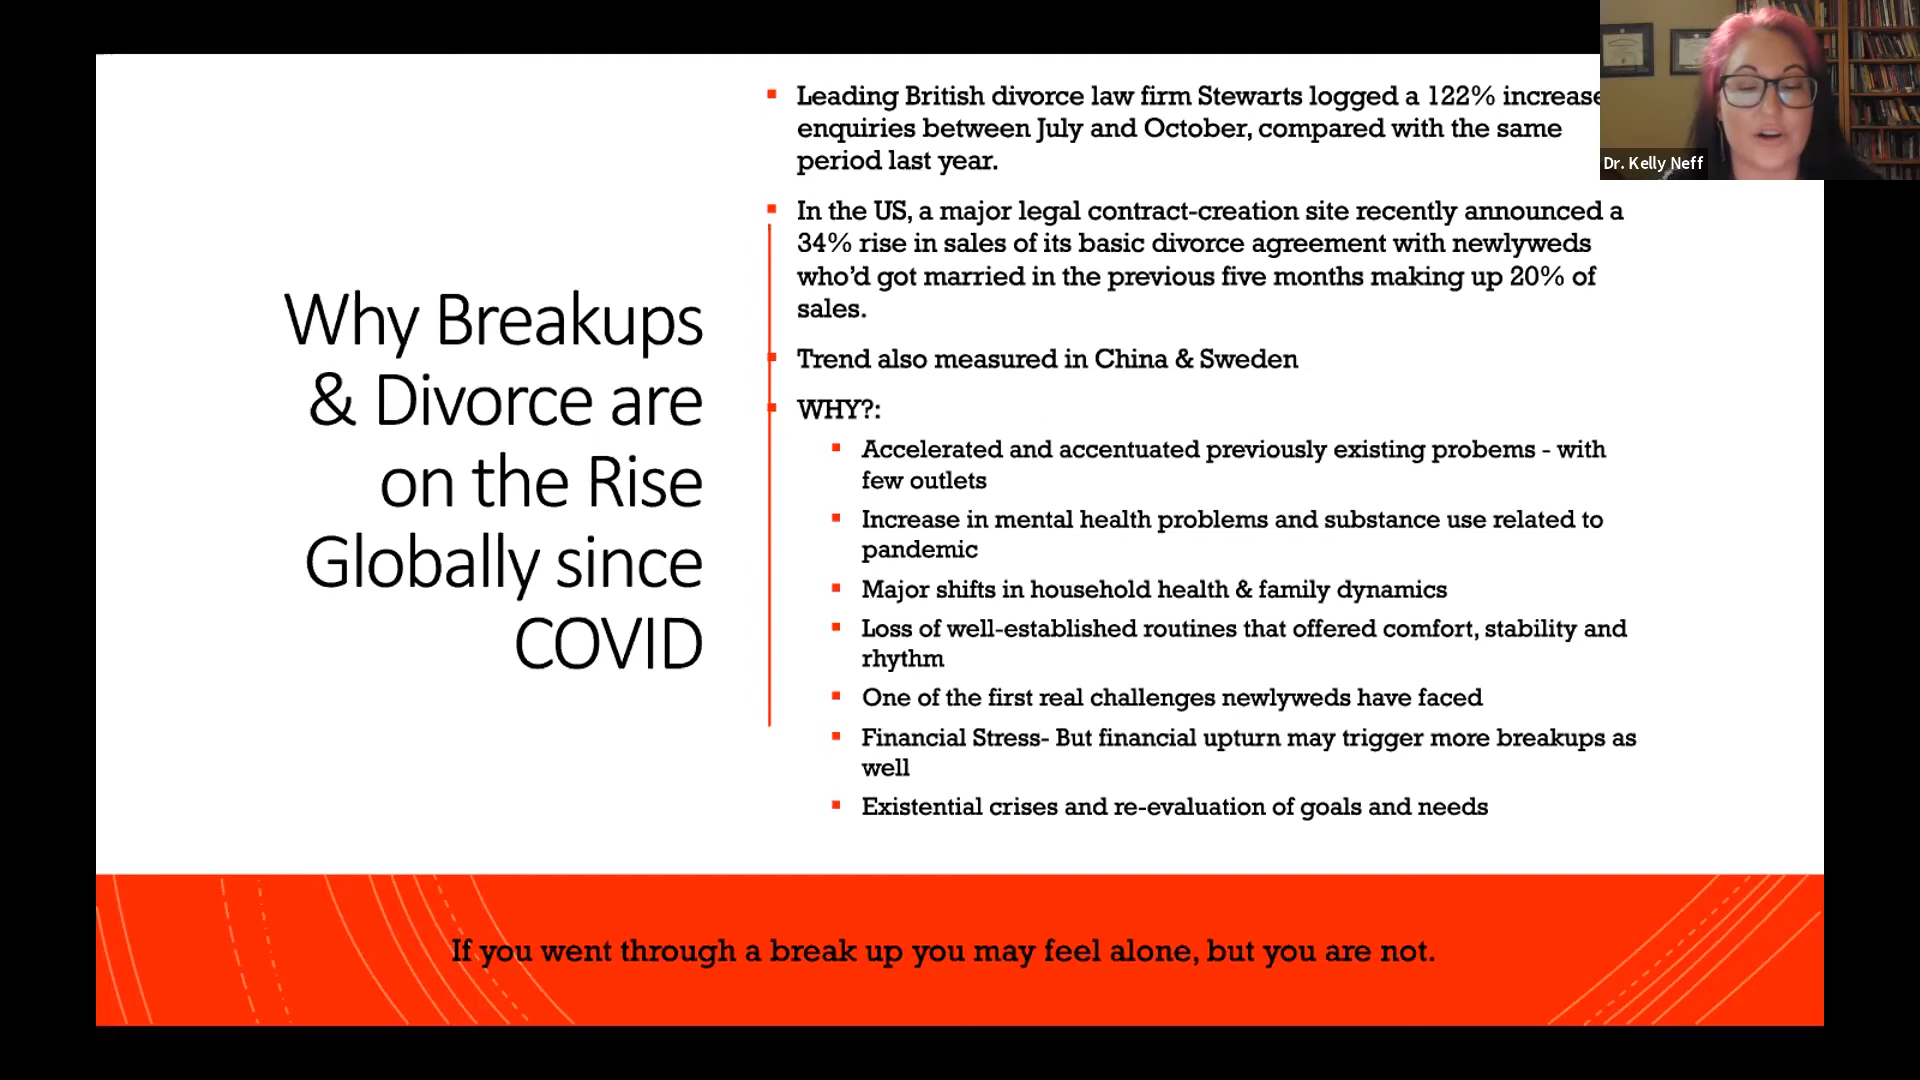 Why Breakups
& Divorce are
on the Rise
Globally since
COVID
Leading British divorce law firm Stewarts logged a 122% increase
enquiries between July and October, compared with the same
period last year.
In the US, a major legal contract-creation site recently announced a
34% rise in sales of its basic divorce agreement with newlyweds
who’d got married in the previous five months making up 20% of
sales.
Trend also measured in China & Sweden
WHY?:
Accelerated and accentuated previously existing probems - with
few outlets
Increase in mental health problems and substance use related to
pandemic
Major shifts in household health & family dynamics
Loss of well-established routines that offered comfort, stability and
rhythm
One of the first real challenges newlyweds have faced
Financial Stress- But financial upturn may trigger more breakups as
well
Existential crises and re-evaluation of goals and needs
If you went through a break up you may feel alone, but you are not.
Dr. Kelly Neff